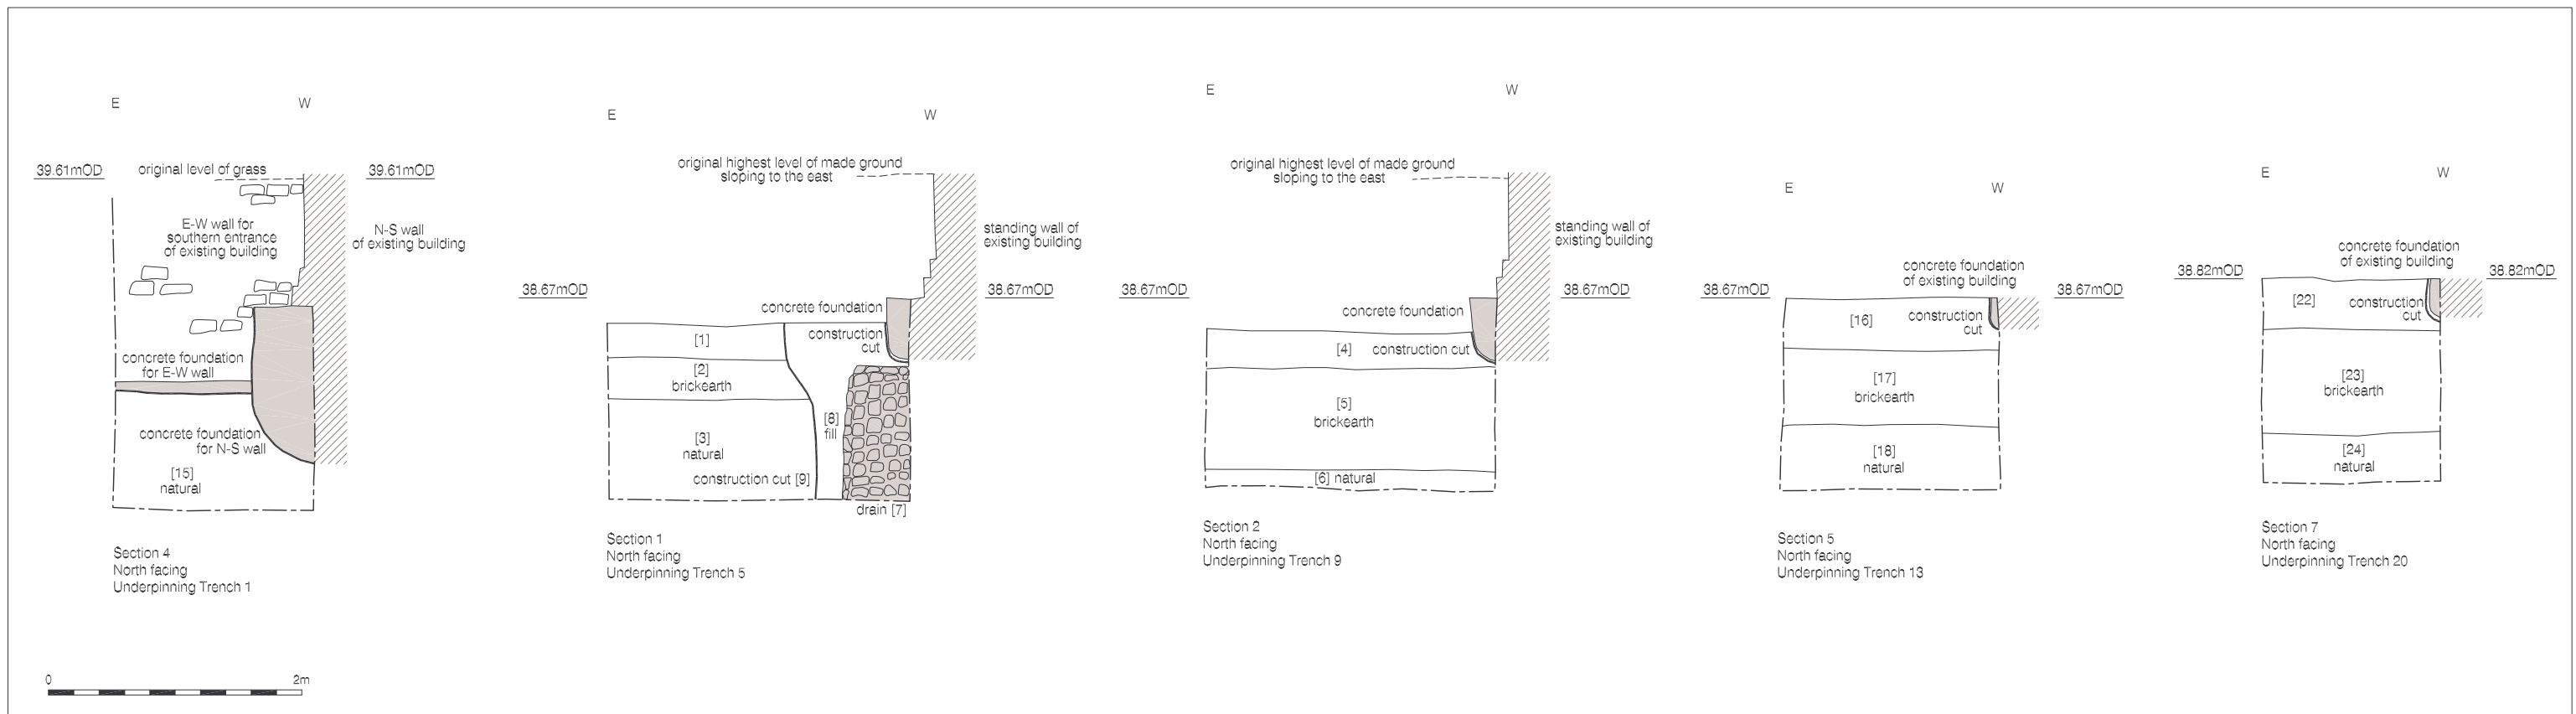 E
W
39.61mOD
original level of grass
39.61mOD
E-W wall for
southern entrance
of existing building
N-S wall
of existing building
concrete foundation
for E-W wall
concrete foundation
for N-S wall
[15]
natural
Section 4
North facing
Underpinning Trench 1
E
W
original highest level of made ground
sloping to the east
standing wall of
existing building
38.67mOD
38.67mOD
concrete foundation
construction
cut
[1]
[2]
brickearth
[8]
fill
[3]
natural
construction cut [9]
drain [7]
Section 1
North facing
Underpinning Trench 5
E
W
original highest level of made ground
sloping to the east
standing wall of
existing building
38.67mOD
38.67mOD
concrete foundation
[4]
construction cut
[5]
brickearth
[6] natural
Section 2
North facing
Underpinning Trench 9
E
W
concrete foundation
of existing building
38.67mOD
38.67mOD
[16]
construction
cut
[17]
brickearth
[18]
natural
Section 5
North facing
Underpinning Trench 13
E
W
concrete foundation
of existing building
38.82mOD
38.82mOD
[22]
construction
cut
[23]
brickearth
[24]
natural
Section 7
North facing
Underpinning Trench 20
0
2m